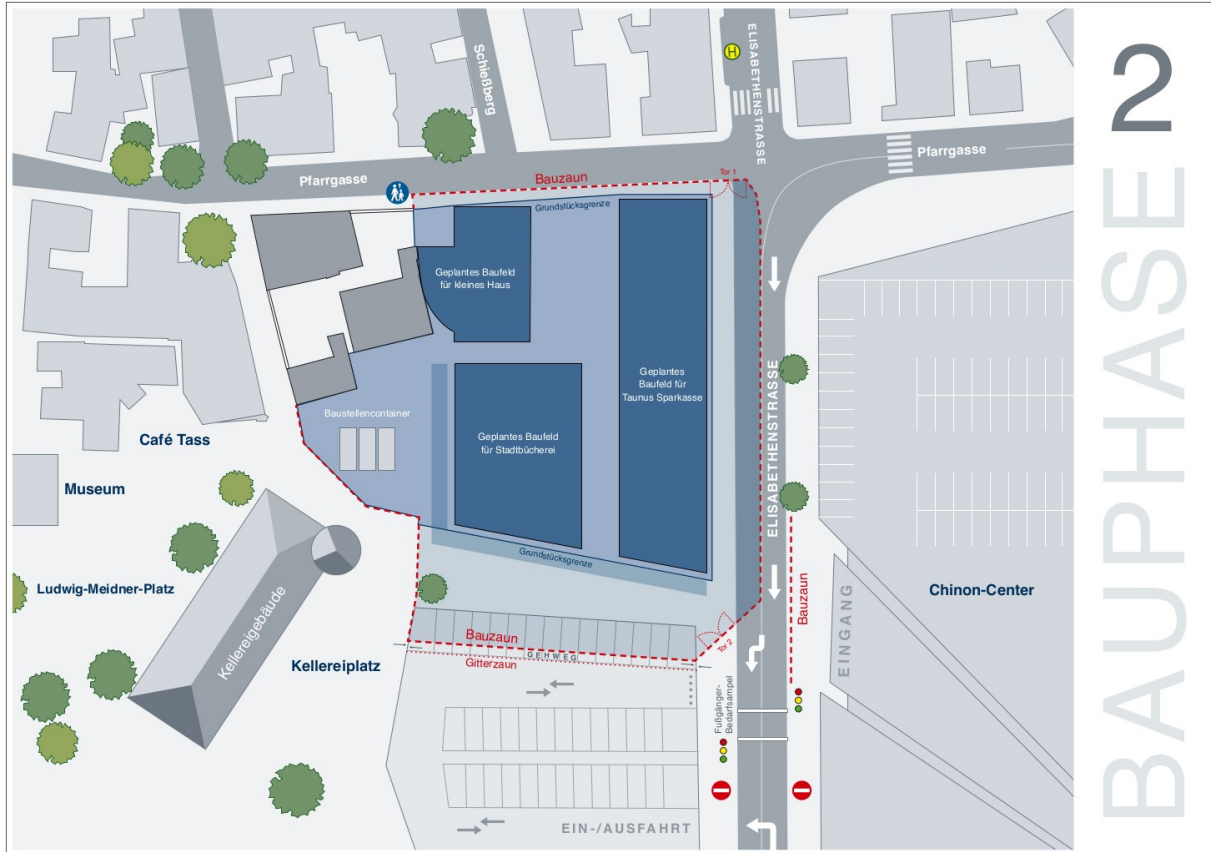 Schießberg
H
ELISABETHENSTRASSE
Pfarrgasse
Pfarrgasse
Bauzaun
Tor 1
Grundstücksgrenze
Geplantes Baufeld
für kleines Haus
Geplantes
Baufeld für
Taunus Sparkasse
Baustellencontainer
Geplantes Baufeld
für Stadtbücherei
ELISABETHENSTRASSE
Café Tass
Museum
Ludwig-Meidner-Platz
Kellereigebäude
Kellereiplatz
Grundstücksgrenze
Bauzaun
Tor 2
GEHWEG
Gitterzaun
Bauzaun
EINGANG
Chinon-Center
Fußgänger-
Bedarfsampel
EIN-/AUSFAHRT
BAUPHASE 2